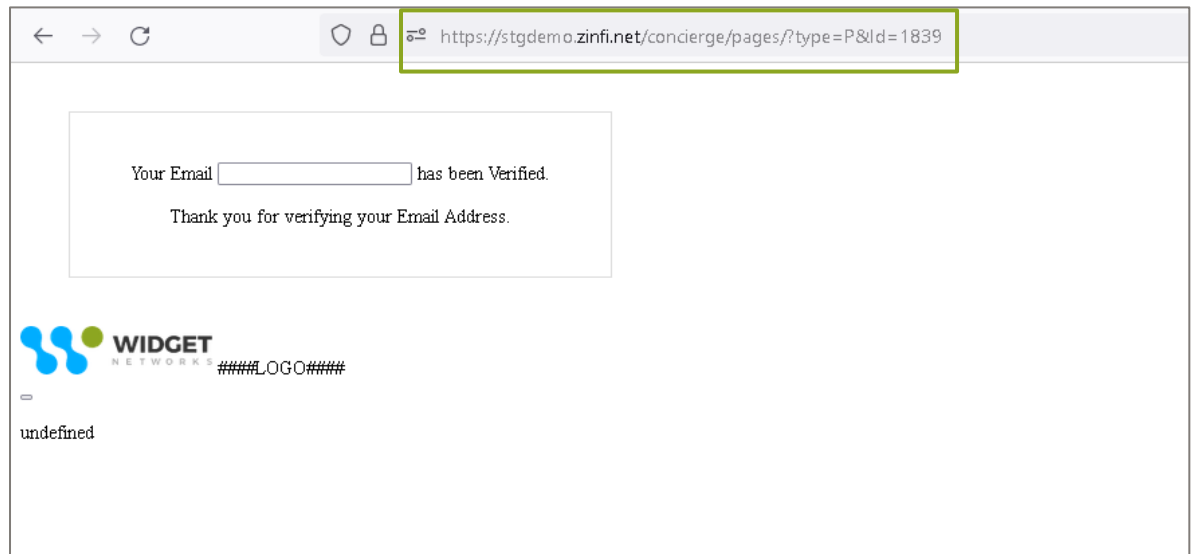 https://stgdemo.zinfi.net/concierge/pages/?type=P&Id=1839
Your Email has been Verified.
Thank you for verifying your Email Address.
WIDGET
NETWORKS
####LOGO####
undefined